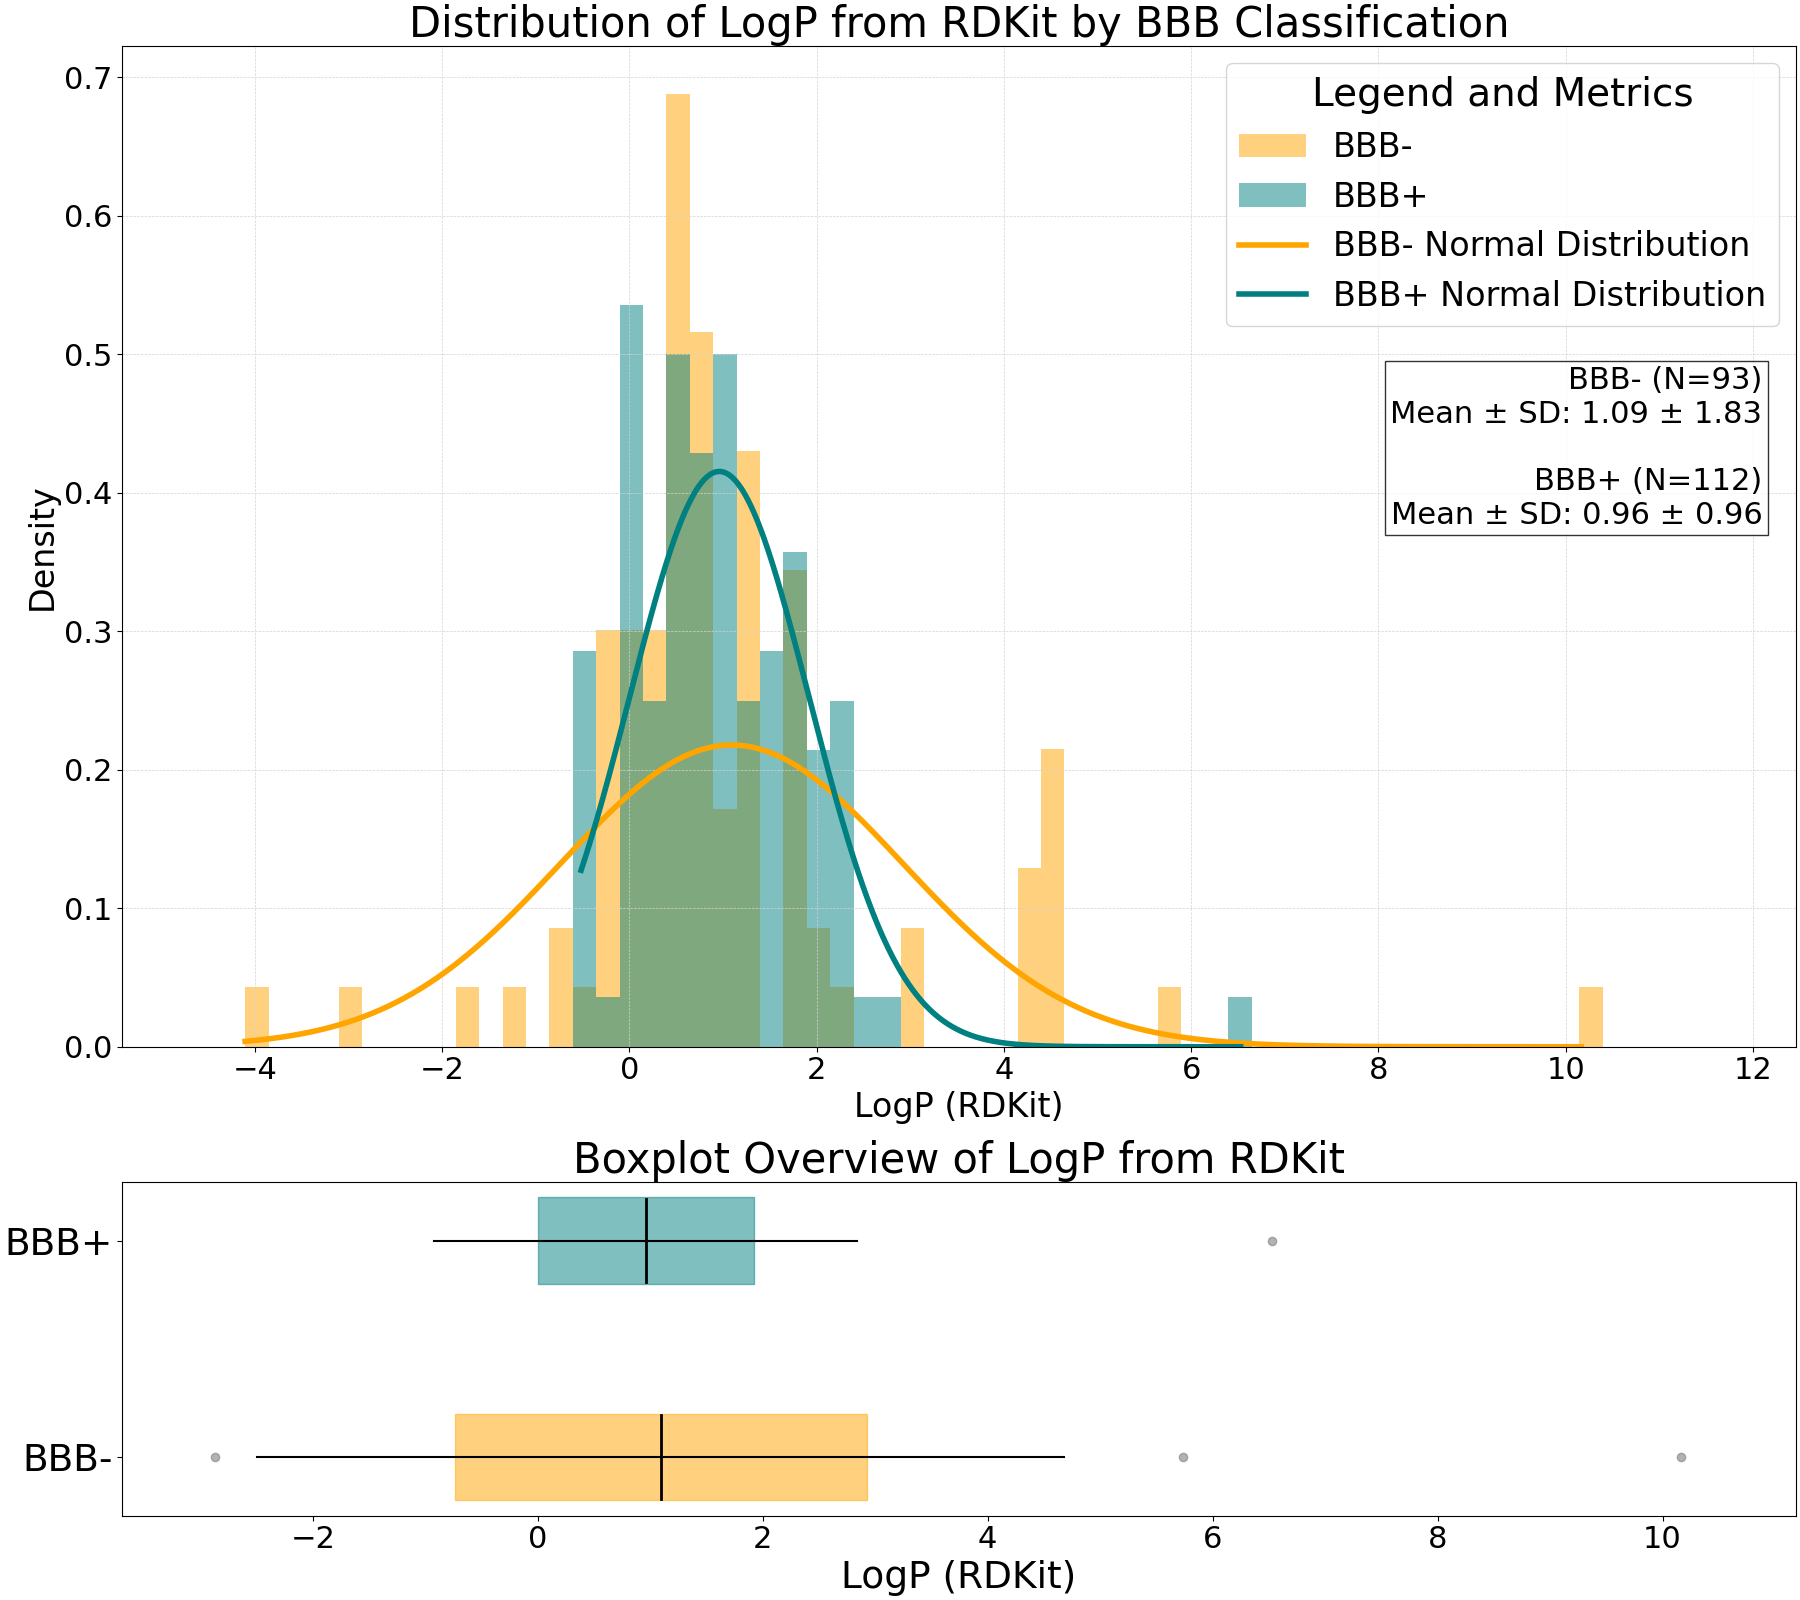 Distribution of LogP from RDKit by BBB Classification
Density
0.7
0.6
0.5
0.4
0.3
0.2
0.1
0.0
Legend and Metrics
BBB-
BBB+
BBB- Normal Distribution
BBB+ Normal Distribution
BBB- (N=93)
Mean ± SD: 1.09 ± 1.83
BBB+ (N=112)
Mean ± SD: 0.96 ± 0.96
−4 −2 0 2 4 6 8 10 12
LogP (RDKit)
Boxplot Overview of LogP from RDKit
BBB+
BBB-
−2 0 2 4 6 8 10
LogP (RDKit)